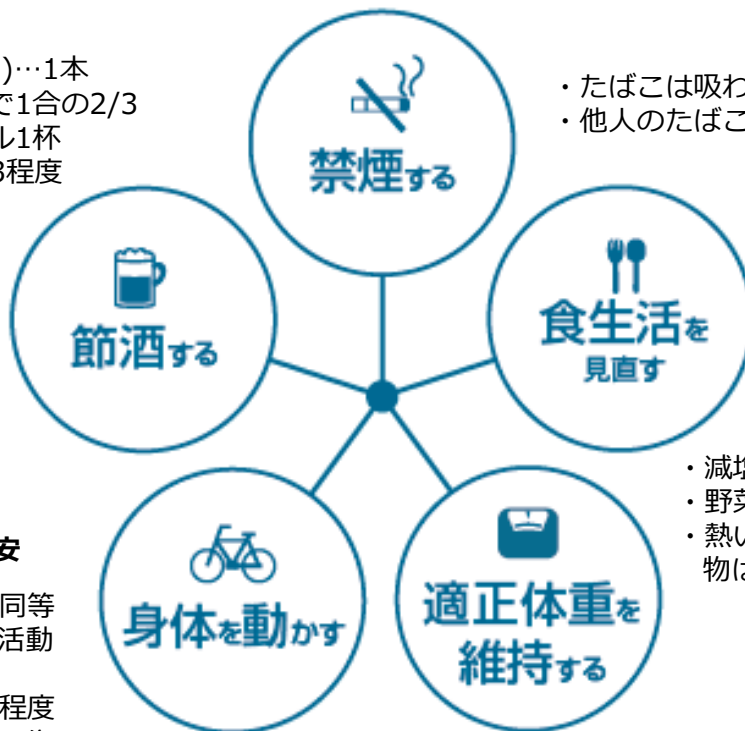 )…1本
で1合の2/3
ル1杯
3程度
・たばこは吸わ
・他人のたばこ
禁煙する
節酒する
食生活を
見直す
・減塩
・野菜
・熱い
物は
安
同等
活動
程度
身体を動かす
適正体重を
維持する